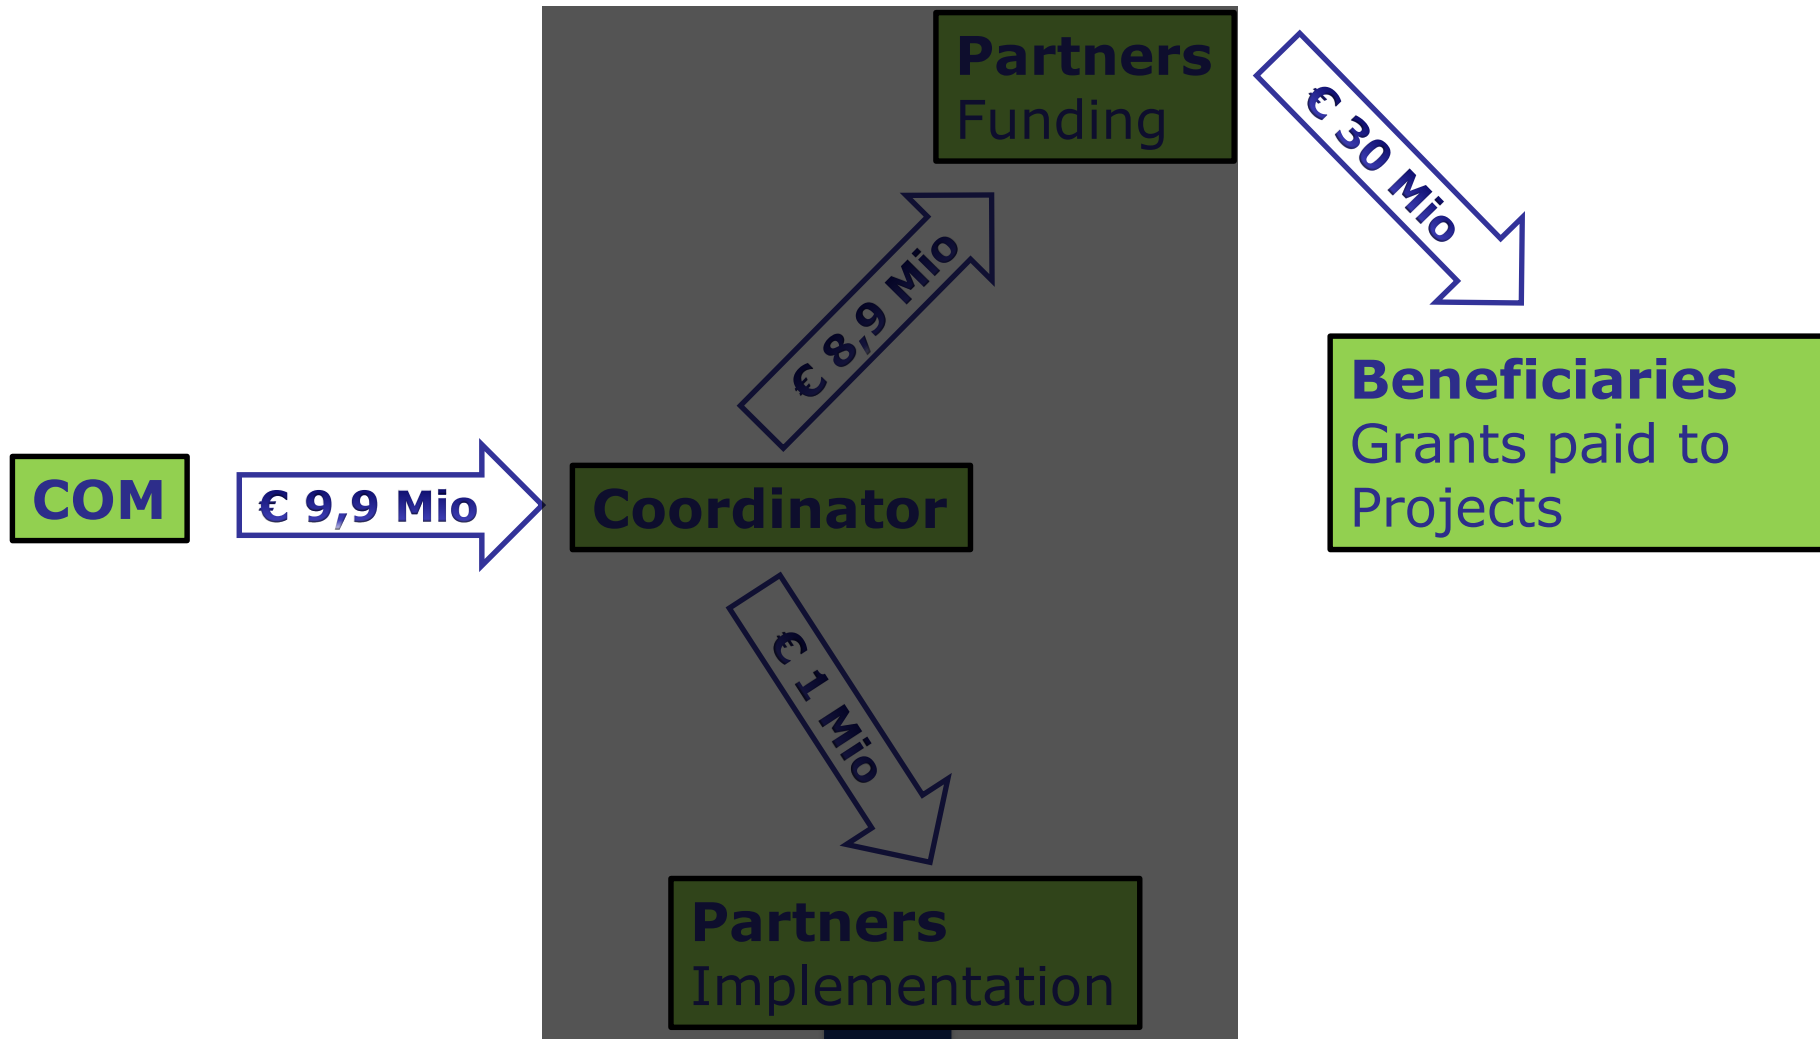 Partners
Funding
€ 30 Mio
€ 8,9 Mio
Beneficiaries
Grants paid to
Projects
COM
€ 9,9 Mio
Coordinator
€ 1 Mio
Partners
Implementation